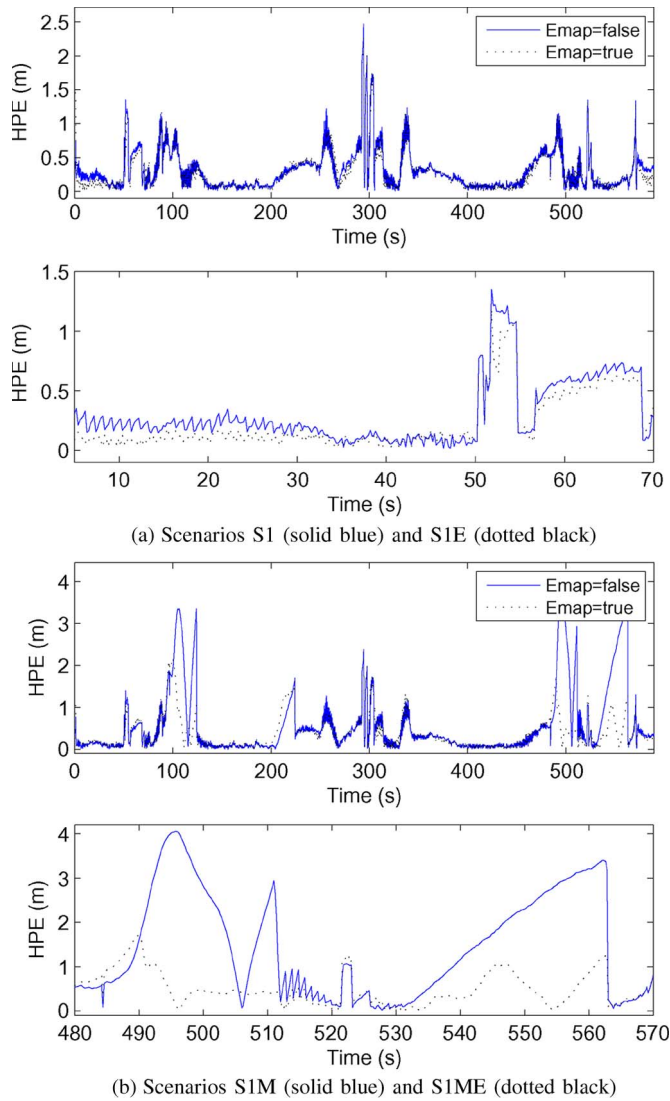 HPE (m)
2.5
2
1.5
1
0.5
0
Emap=false
Emap=true
0 100 200 300 400 500
Time (s)
HPE (m)
1.5
1
0.5
0
10 20 30 40 50 60 70
Time (s)
(a) Scenarios S1 (solid blue) and S1E (dotted black)
HPE (m)
4
3
2
1
0
Emap=false
Emap=true
0 100 200 300 400 500
Time (s)
HPE (m)
4
3
2
1
0
480 490 500 510 520 530 540 550 560 570
Time (s)
(b) Scenarios S1M (solid blue) and S1ME (dotted black)